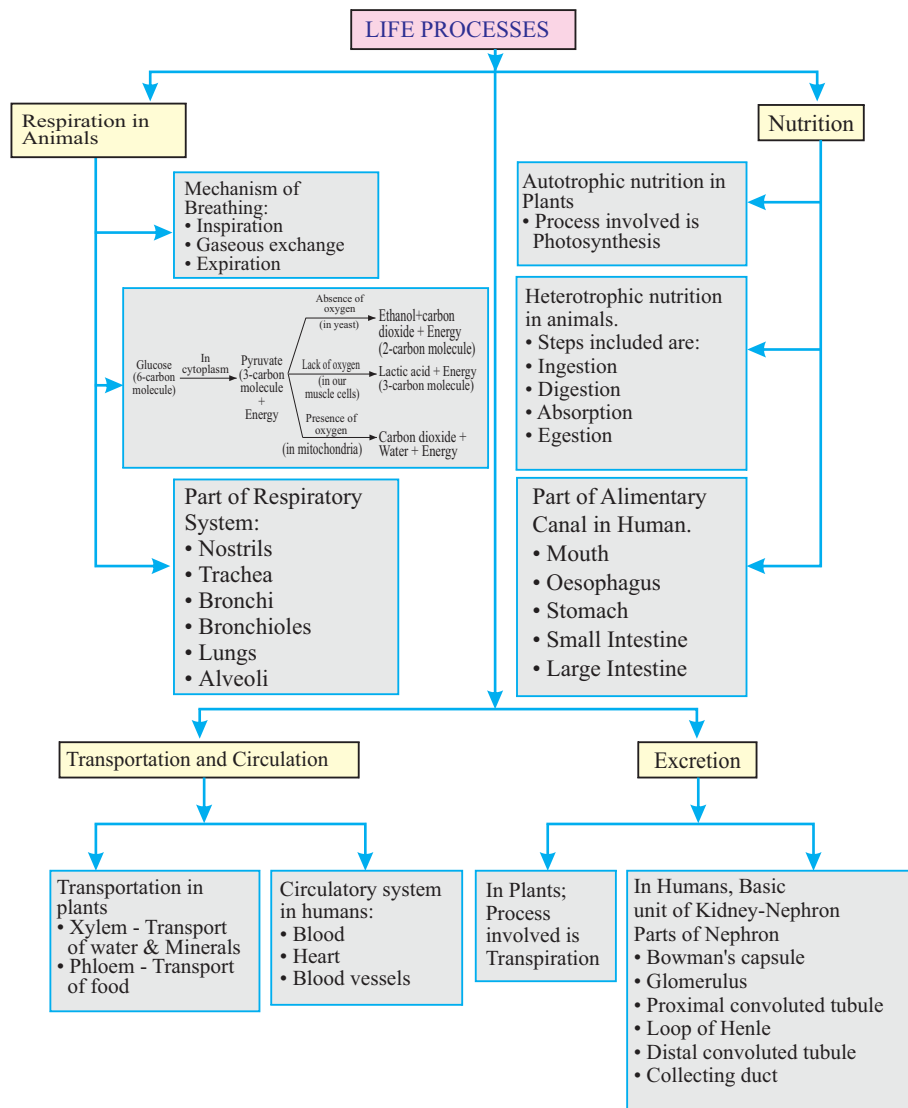 LIFE PROCESSES
Respiration in
Animals
Nutrition
Mechanism of
Breathing:
• Inspiration
• Gaseous exchange
• Expiration
Autotrophic nutrition in
Plants
• Process involved is
Photosynthesis
Glucose
(6-carbon
molecule)
In
cytoplasm
Pyruvate
(3-carbon
molecule
+
Energy
Absence of
oxygen
(in yeast)
Ethanol+carbon
dioxide + Energy
(2-carbon molecule)
Lack of oxygen
(in our
muscle cells)
Lactic acid + Energy
(3-carbon molecule)
Presence of
oxygen
(in mitochondria)
Carbon dioxide +
Water + Energy
Heterotrophic nutrition
in animals.
• Steps included are:
• Ingestion
• Digestion
• Absorption
• Egestion
Part of Respiratory
System:
• Nostrils
• Trachea
• Bronchi
• Bronchioles
• Lungs
• Alveoli
Part of Alimentary
Canal in Human.
• Mouth
• Oesophagus
• Stomach
• Small Intestine
• Large Intestine
Transportation and Circulation
Excretion
Transportation in
plants
• Xylem - Transport
of water & Minerals
• Phloem - Transport
of food
Circulatory system
in humans:
• Blood
• Heart
• Blood vessels
In Plants;
Process
involved is
Transpiration
In Humans, Basic
unit of Kidney-Nephron
Parts of Nephron
• Bowman's capsule
• Glomerulus
• Proximal convoluted tubule
• Loop of Henle
• Distal convoluted tubule
• Collecting duct